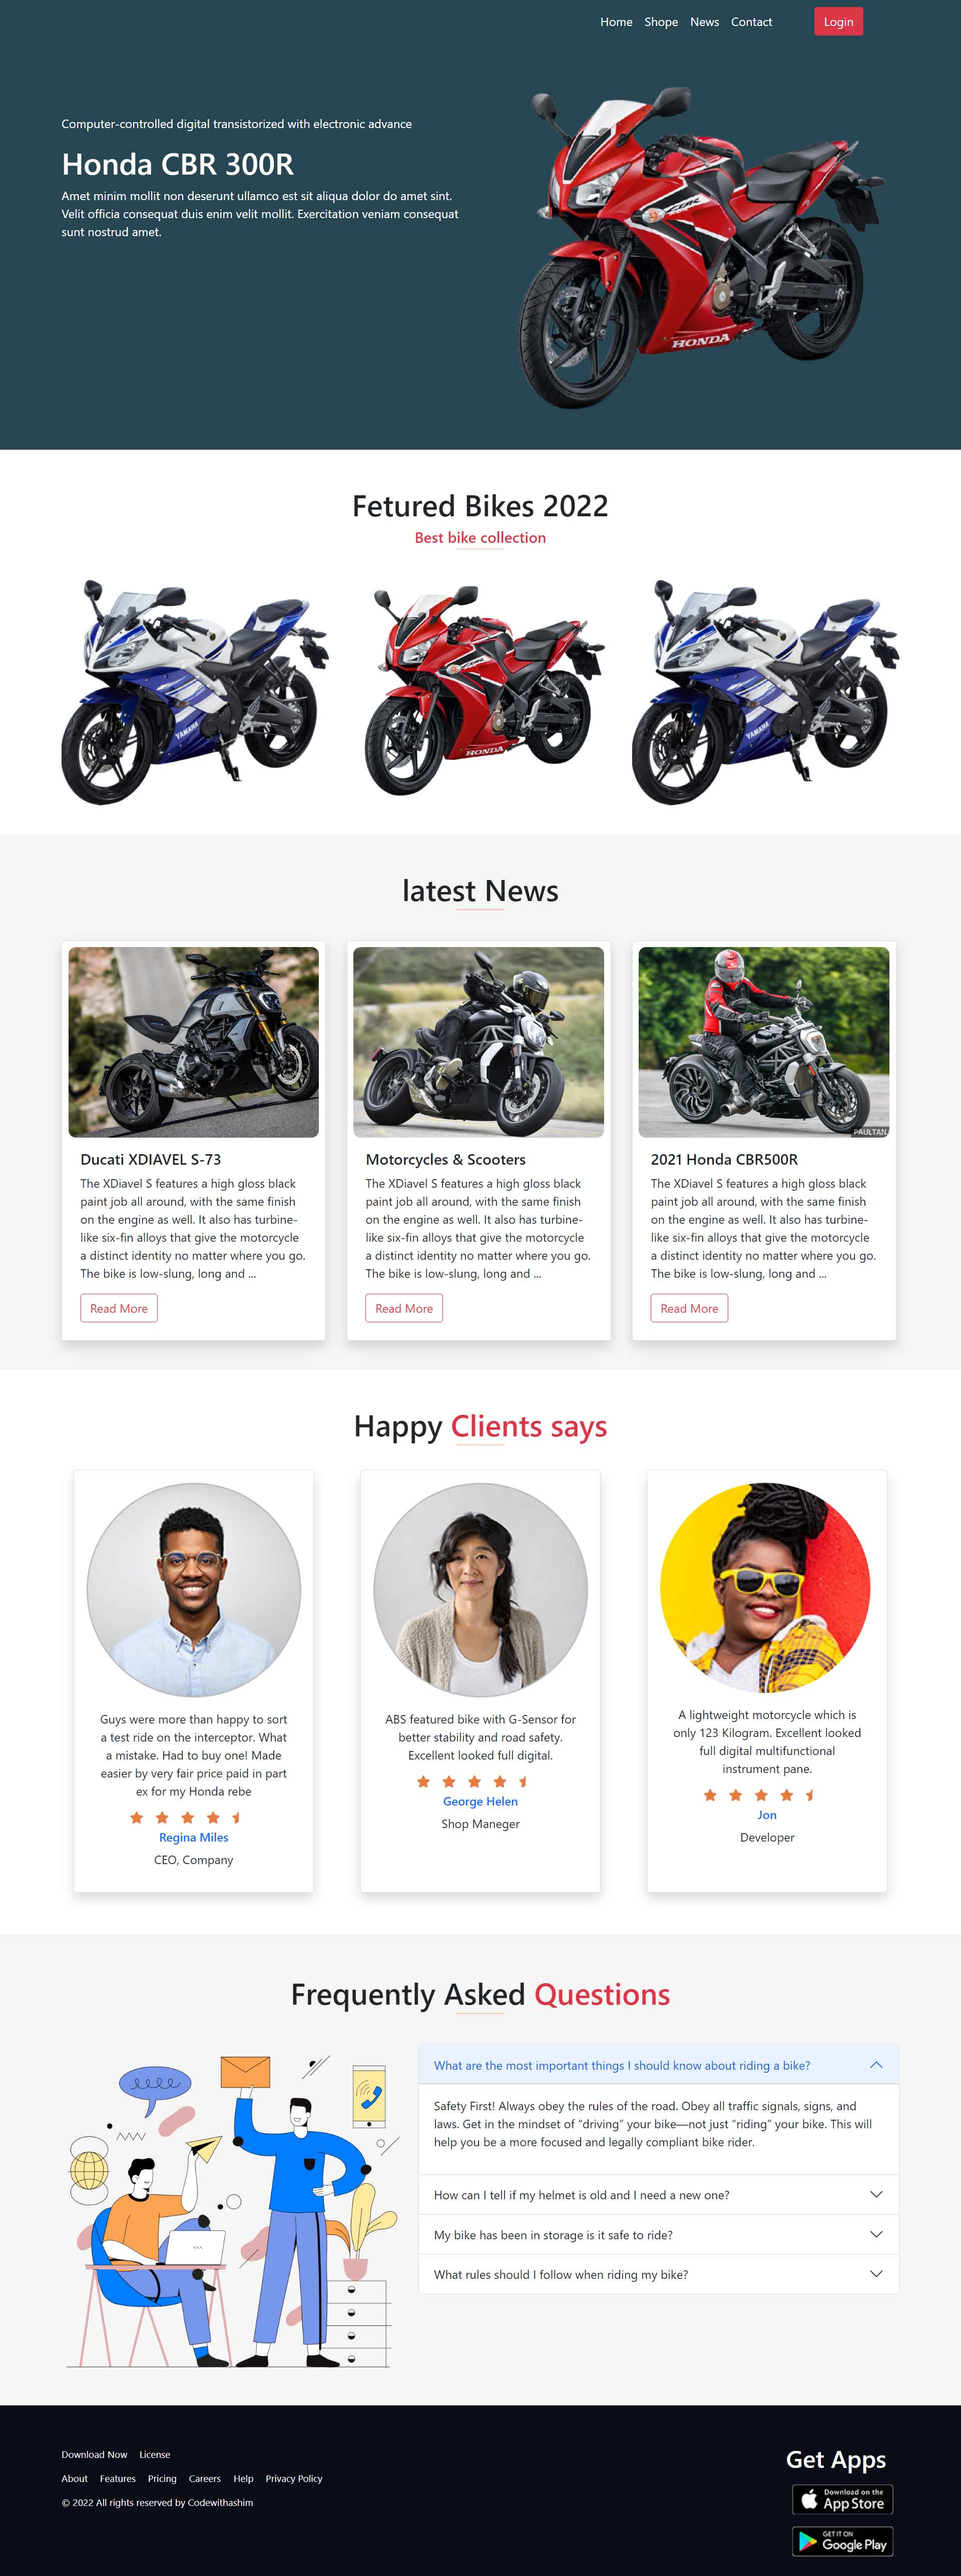 Home Shope News Contact Login
Computer-controlled digital transistorized with electronic advance
Honda CBR 300R
Amet minim mollit non deserunt ullamco est sit aliqua dolor do amet sint.
Velit officia consequat duis enim velit mollit. Exercitation veniam consequat
sunt nostrud amet.
HONDA
Fetured Bikes 2022
Best bike collection
YAMAHA
HONDA
YAMAHA
latest News
PAULTAN
Ducati XDIAVEL S-73
The XDiavel S features a high gloss black
paint job all around, with the same finish
on the engine as well. It also has turbine-
like six-fin alloys that give the motorcycle
a distinct identity no matter where you go.
The bike is low-slung, long and ...
Read More
Motorcycles & Scooters
The XDiavel S features a high gloss black
paint job all around, with the same finish
on the engine as well. It also has turbine-
like six-fin alloys that give the motorcycle
a distinct identity no matter where you go.
The bike is low-slung, long and ...
Read More
2021 Honda CBR500R
The XDiavel S features a high gloss black
paint job all around, with the same finish
on the engine as well. It also has turbine-
like six-fin alloys that give the motorcycle
a distinct identity no matter where you go.
The bike is low-slung, long and ...
Read More
Happy Clients says
Guys were more than happy to sort
a test ride on the interceptor. What
a mistake. Had to buy one! Made
easier by very fair price paid in part
ex for my Honda rebe
Regina Miles
CEO, Company
ABS featured bike with G-Sensor for
better stability and road safety.
Excellent looked full digital.
George Helen
Shop Maneger
A lightweight motorcycle which is
only 123 Kilogram. Excellent looked
full digital multifunctional
instrument pane.
Jon
Developer
Frequently Asked Questions
What are the most important things I should know about riding a bike?
Safety First! Always obey the rules of the road. Obey all traffic signals, signs, and
laws. Get in the mindset of “driving” your bike—not just “riding” your bike. This will
help you be a more focused and legally compliant bike rider.
How can I tell if my helmet is old and I need a new one?
My bike has been in storage is it safe to ride?
What rules should I follow when riding my bike?
Download Now License
About Features Pricing Careers Help Privacy Policy
© 2022 All rights reserved by Codewithashim
Get Apps
Download on the
App Store
GET IT ON
Google Play